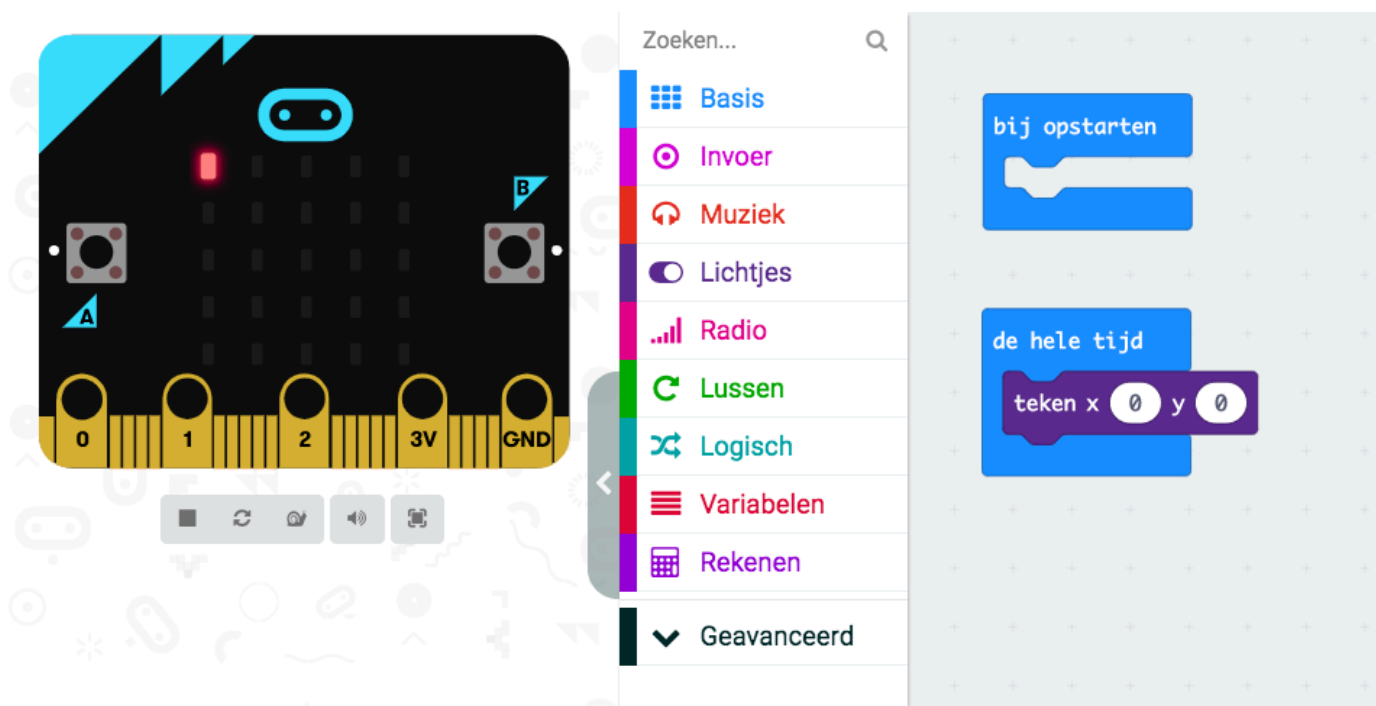 B
A
0
1
2
3V
GND
Zoeken...
Basis
Invoer
Muziek
Lichtjes
Radio
Lussen
Logisch
Variabelen
Rekenen
Geavanceerd
bij opstarten
de hele tijd
teken x 0 y 0